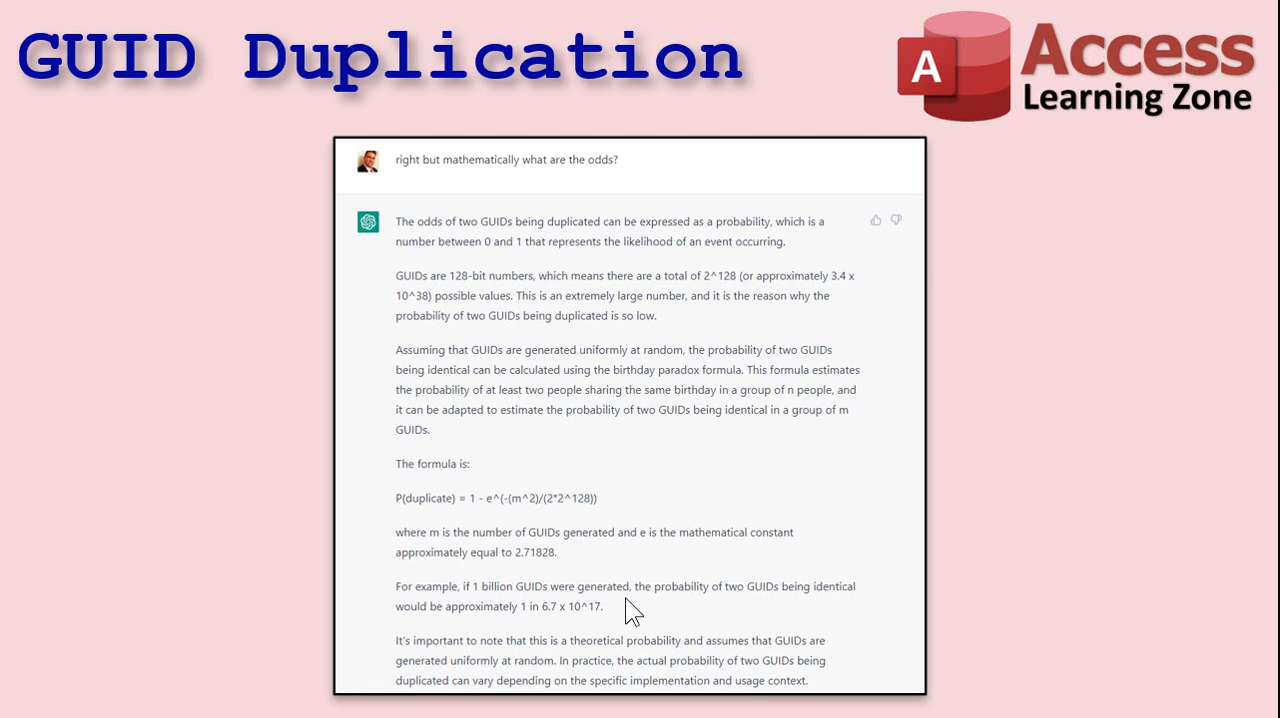 GUID Duplication
A
Access
Learning Zone
right but mathematically what are the odds?
The odds of two GUIDs being duplicated can be expressed as a probability, which is a
number between 0 and 1 that represents the likelihood of an event occurring.
GUIDs are 128-bit numbers, which means there are a total of 2^128 (or approximately 3.4 x
10^38) possible values. This is an extremely large number, and it is the reason why the
probability of two GUIDs being duplicated is so low.
Assuming that GUIDs are generated uniformly at random, the probability of two GUIDs
being identical can be calculated using the birthday paradox formula. This formula estimates
the probability of at least two people sharing the same birthday in a group of n people, and
it can be adapted to estimate the probability of two GUIDs being identical in a group of m
GUIDs.
The formula is:
P(duplicate) = 1 - e^(-(m^2)/(2*2^128))
where m is the number of GUIDs generated and e is the mathematical constant
approximately equal to 2.71828.
For example, if 1 billion GUIDs were generated, the probability of two GUIDs being identical
would be approximately 1 in 6.7 x 10^17.
It's important to note that this is a theoretical probability and assumes that GUIDs are
generated uniformly at random. In practice, the actual probability of two GUIDs being
duplicated can vary depending on the specific implementation and usage context.